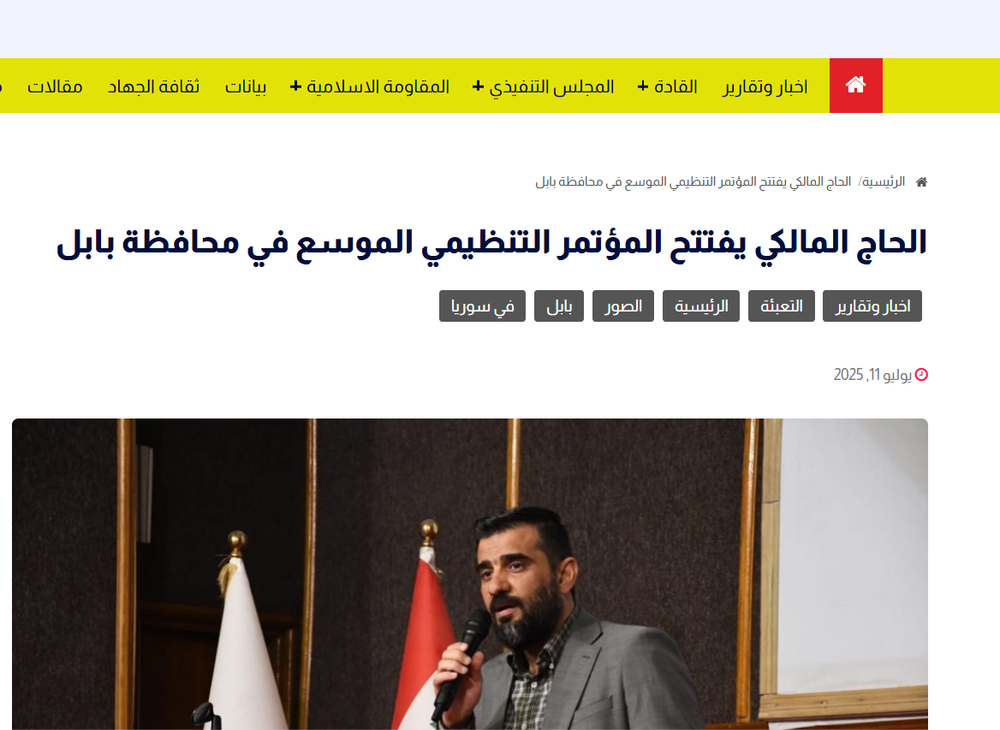 اخبار وتقارير القادة + المجلس التنفيذي + المقاومة الاسلامية + بيانات ثقافة الجهاد مقالات
الرئيسية/ الحاج المالكي يفتتح المؤتمر التنظيمي الموسع في محافظة بابل
الحاج المالكي يفتتح المؤتمر التنظيمي الموسع في محافظة بابل
اخبار وتقارير التعبئة الرئيسية الصور بابل في سوريا
يوليو 11, 2025